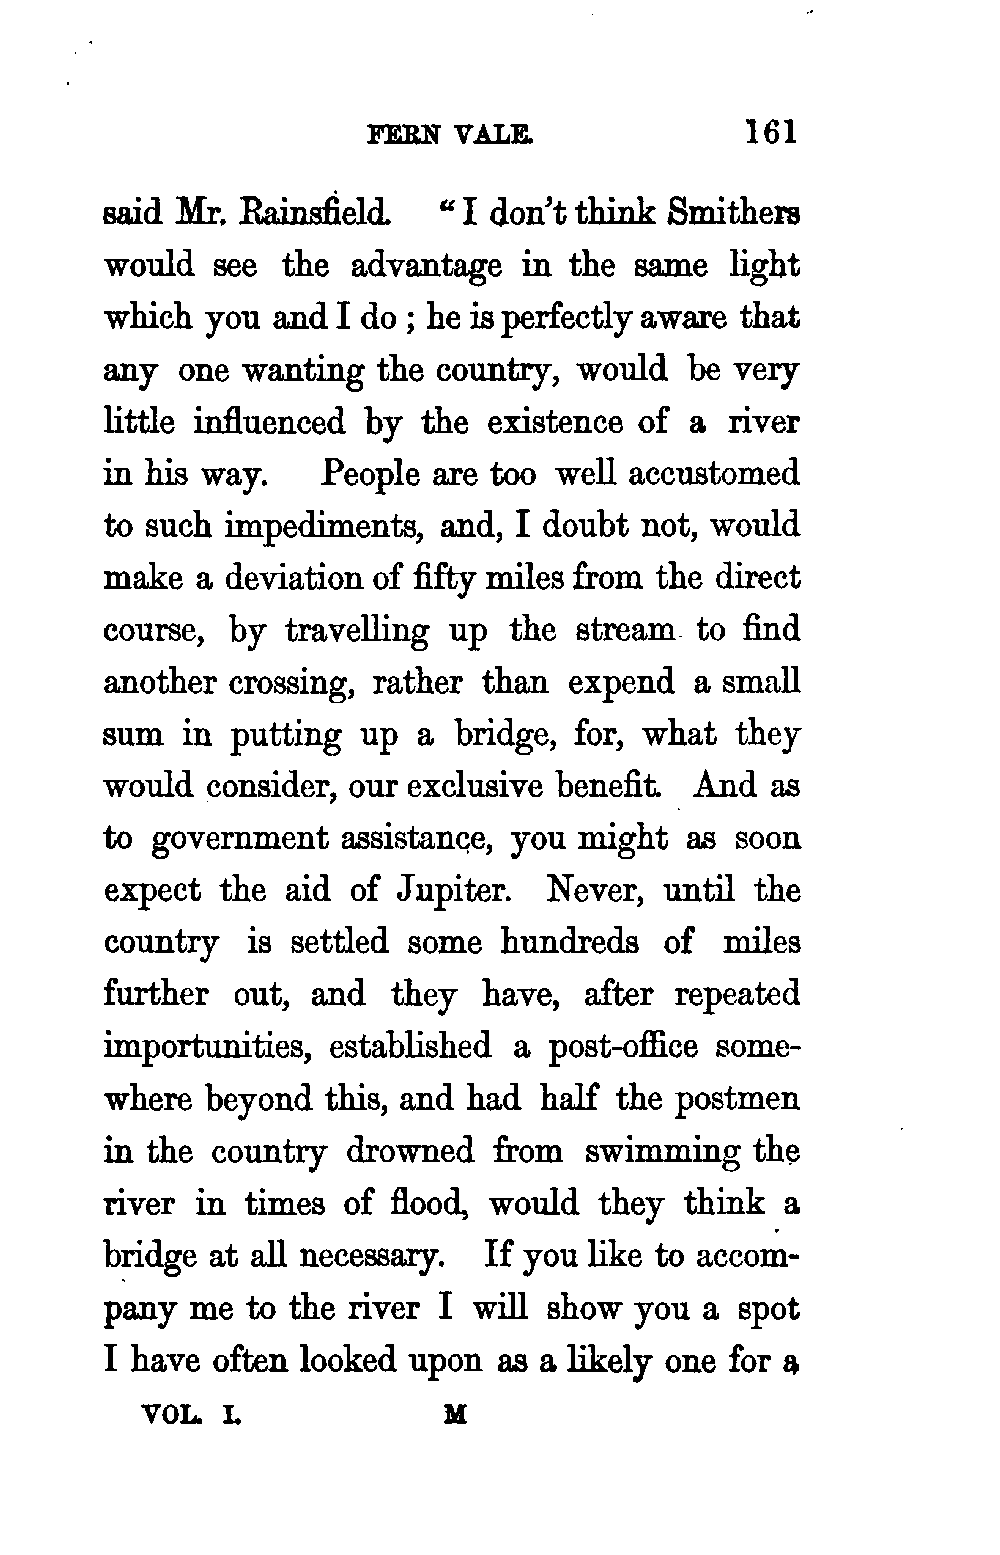 FERN VALE. 161
said Mr. Rainsfield. “I don't think Smithers
would see the advantage in the same light
which you and I do ; he is perfectly aware that
any one wanting the country, would be very
little influenced by the existence of a river
in his way. People are too well accustomed
to such impediments, and, I doubt not, would
make a deviation of fifty miles from the direct
course, by travelling up the stream to find
another crossing, rather than expend a small
sum in putting up a bridge, for, what they
would consider, our exclusive benefit. And as
to government assistance, you might as soon
expect the aid of Jupiter. Never, until the
country is settled some hundreds of miles
further out, and they have, after repeated
importunities, established a post-office some-
where beyond this, and had half the postmen
in the country drowned from swimming the
river in times of flood, would they think a
bridge at all necessary. If you like to accom-
pany me to the river I will show you a spot
I have often looked upon as a likely one for a
VOL. I. M